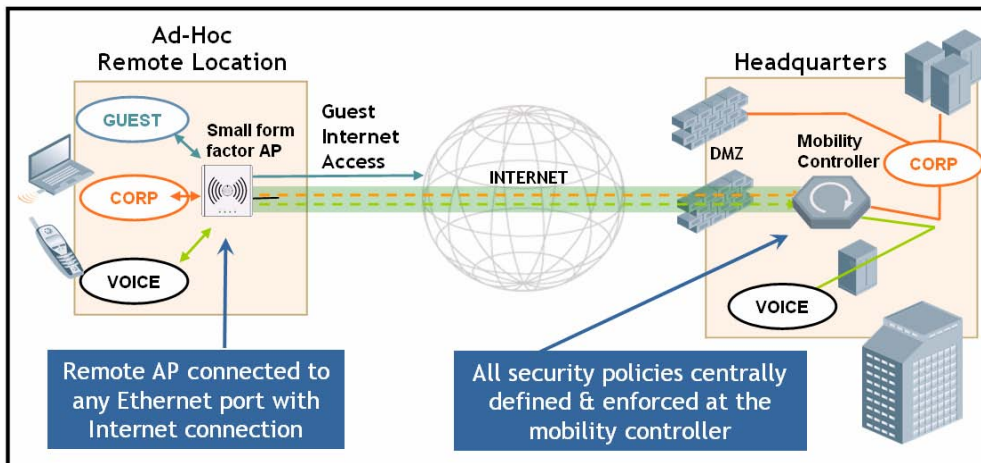 Ad-Hoc
Remote Location
GUEST
Small form
factor AP
CORP
VOICE
Guest
Internet
Access
INTERNET
Headquarters
DMZ
Mobility
Controller
CORP
VOICE
Remote AP connected to
any Ethernet port with
Internet connection
All security policies centrally
defined & enforced at the
mobility controller